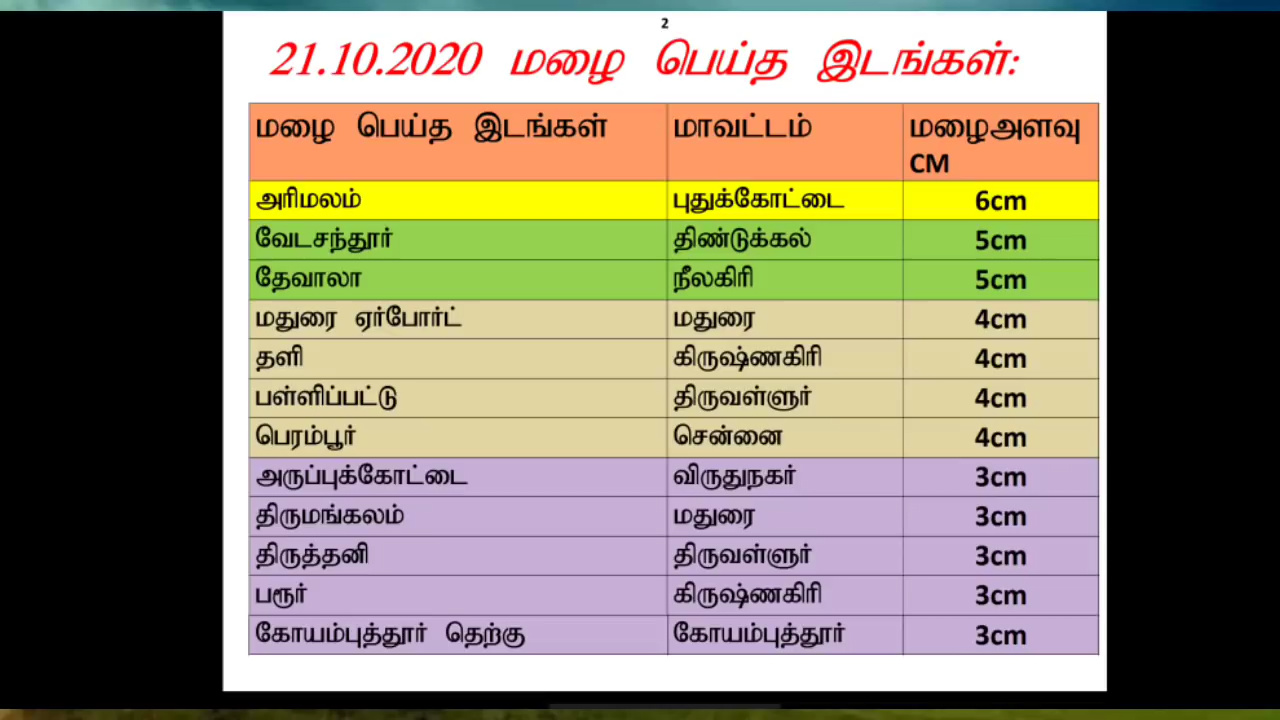 2
21.10.2020 மழை பெய்த இடங்கள்:
மழை பெய்த இடங்கள் மாவட்டம் மழைஅளவு CM
அரிமலம் புதுக்கோட்டை 6cm
வேடசந்தூர் திண்டுக்கல் 5cm
தேவாலா நீலகிரி 5cm
மதுரை ஏர்போர்ட் மதுரை 4cm
தளி கிருஷ்ணகிரி 4cm
பள்ளிப்பட்டு திருவள்ளுர் 4cm
பெரம்பூர் சென்னை 4cm
அருப்புக்கோட்டை விருதுநகர் 3cm
திருமங்கலம் மதுரை 3cm
திருத்தனி திருவள்ளுர் 3cm
பரூர் கிருஷ்ணகிரி 3cm
கோயம்புத்தூர் தெற்கு கோயம்புத்தூர் 3cm